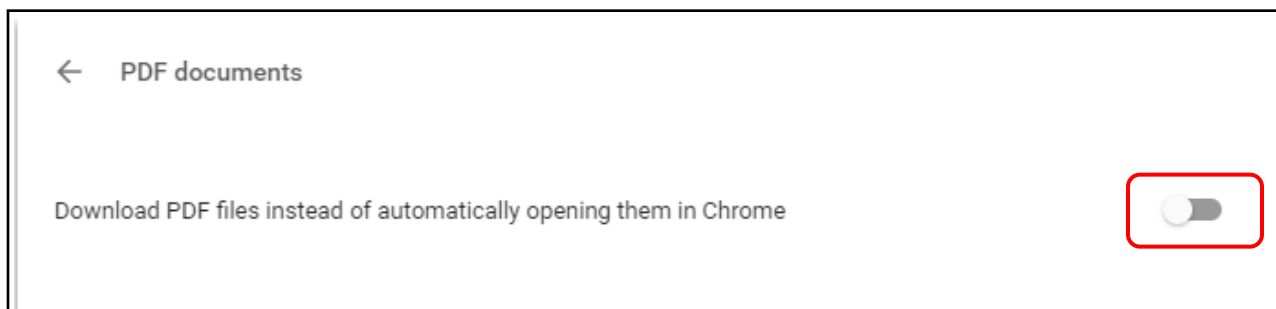 PDF documents
Download PDF files instead of automatically opening them in Chrome